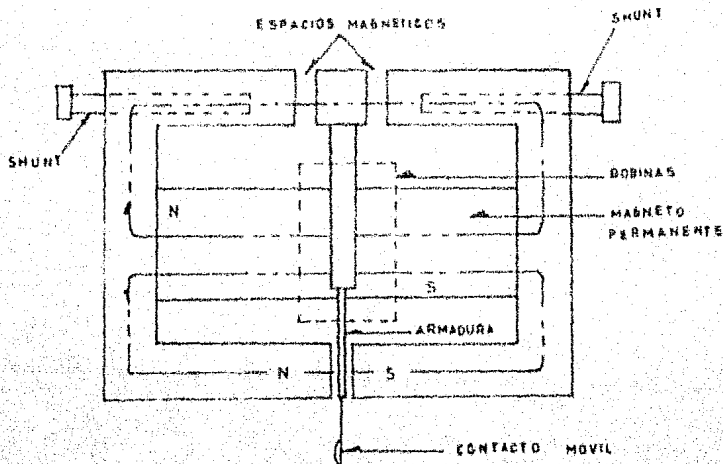 ESPACIOS MAGNETICOS
SHUNT
SHUNT
BOBINAS
N
MAGNETO
PERMANENTE
S
ARMADURA
N
S
CONTACTO MOVIL